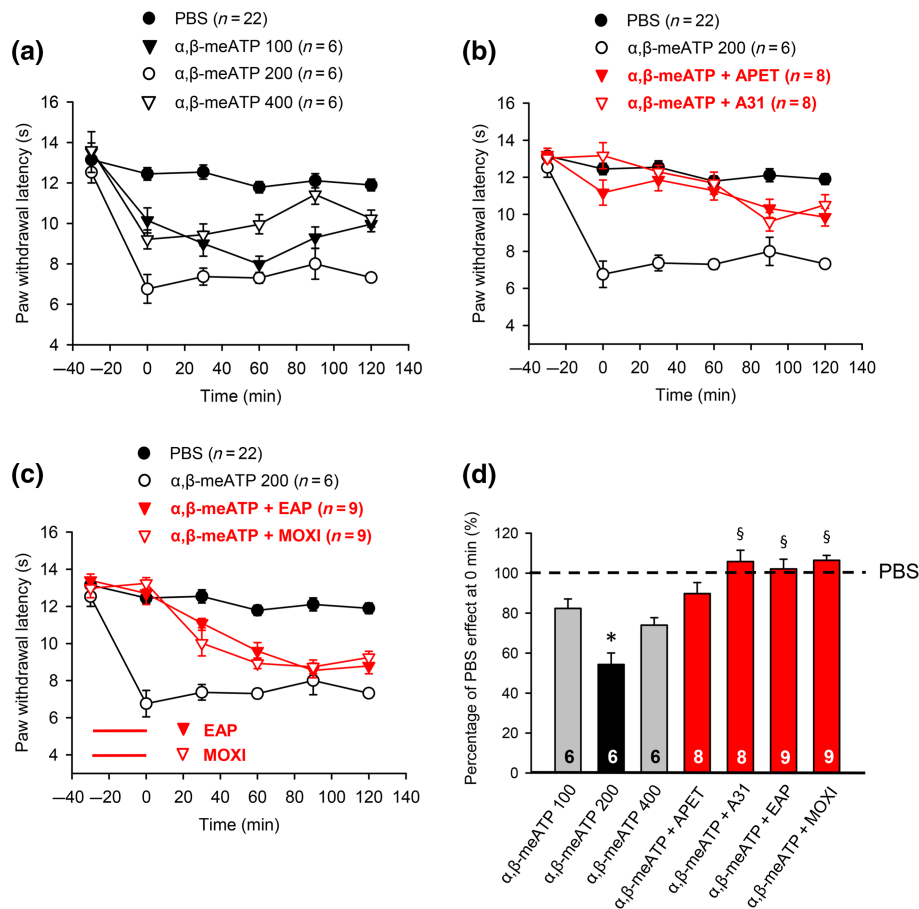 (a)
PBS (n = 22)
α,β-meATP 100 (n = 6)
α,β-meATP 200 (n = 6)
α,β-meATP 400 (n = 6)
Paw withdrawal latency (s)
16
14
12
10
8
6
4
–40 –20 0 20 40 60 80 100 120 140
Time (min)
(b)
PBS (n = 22)
α,β-meATP 200 (n = 6)
α,β-meATP + APET (n = 8)
α,β-meATP + A31 (n = 8)
Paw withdrawal latency (s)
16
14
12
10
8
6
4
–40 –20 0 20 40 60 80 100 120 140
Time (min)
(c)
PBS (n = 22)
α,β-meATP 200 (n = 6)
α,β-meATP + EAP (n = 9)
α,β-meATP + MOXI (n = 9)
Paw withdrawal latency (s)
16
14
12
10
8
6
4
EAP
MOXI
–40 –20 0 20 40 60 80 100 120 140
Time (min)
(d)
Percentage of PBS erffect at 0 min (%)
120
100
80
60
40
20
0
* § § §
PBS
6 6 6 8 8 9 9
α,β-meATP 100
α,β-meATP 200
α,β-meATP 400
α,β-meATP + APET
α,β-meATP + A31
α,β-meATP + EAP
α,β-meATP + MOXI